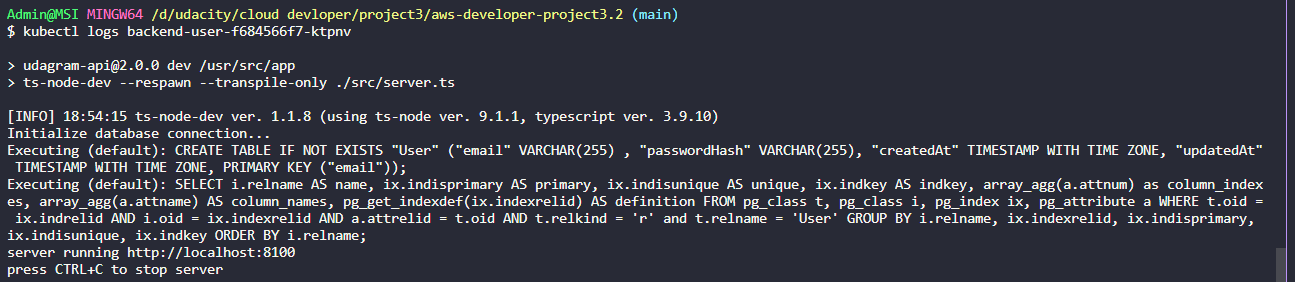 Admin@MSI MINGW64 /d/udacity/cloud devloper/project3/aws-developer-project3.2 (main)
$ kubectl logs backend-user-f684566f7-ktpnv
> udagram-api@2.0.0 dev /usr/src/app
> ts-node-dev --respawn --transpile-only ./src/server.ts
[INFO] 18:54:15 ts-node-dev ver. 1.1.8 (using ts-node ver. 9.1.1, typescript ver. 3.9.10)
Initialize database connection...
Executing (default): CREATE TABLE IF NOT EXISTS "User" ("email" VARCHAR(255) , "passwordHash" VARCHAR(255), "createdAt" TIMESTAMP WITH TIME ZONE, "updatedAt"
TIMESTAMP WITH TIME ZONE, PRIMARY KEY ("email"));
Executing (default): SELECT i.relname AS name, ix.indisprimary AS primary, ix.indisunique AS unique, ix.indkey AS indkey, array_agg(a.attnum) as column_index
es, array_agg(a.attname) AS column_names, pg_get_indexdef(ix.indexrelid) AS definition FROM pg_class t, pg_class i, pg_index ix, pg_attribute a WHERE t.oid =
ix.indrelid AND i.oid = ix.indexrelid AND a.attrelid = t.oid AND t.relkind = 'r' and t.relname = 'User' GROUP BY i.relname, ix.indexrelid, ix.indisprimary,
ix.indisunique, ix.indkey ORDER BY i.relname;
server running http://localhost:8100
press CTRL+C to stop server